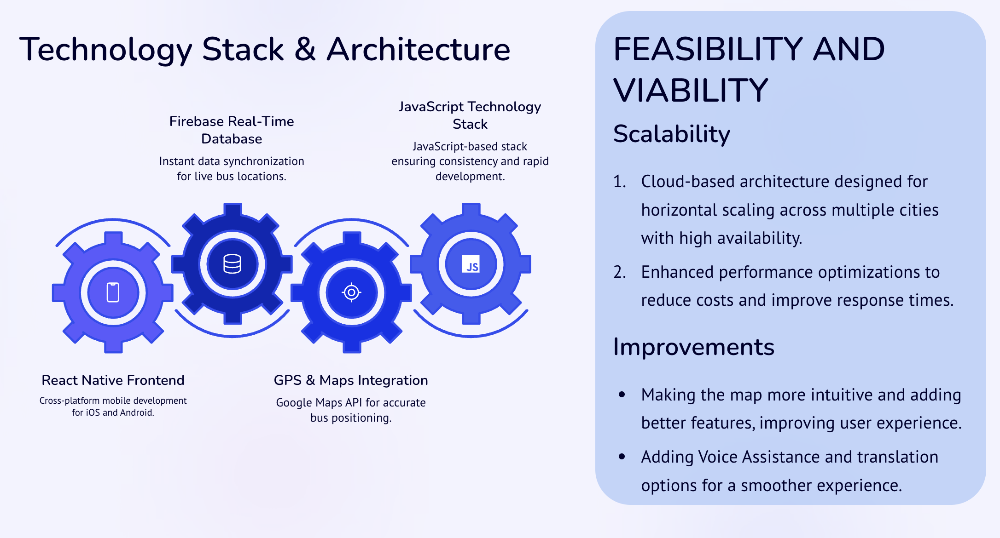 Technology Stack & Architecture
Firebase Real-Time
Database
Instant data synchronization
for live bus locations.
JavaScript Technology
Stack
JavaScript-based stack
ensuring consistency and rapid
development.
JS
React Native Frontend
Cross-platform mobile development
for iOS and Android.
GPS & Maps Integration
Google Maps API for accurate
bus positioning.
FEASIBILITY AND
VIABILITY
Scalability
1. Cloud-based architecture designed for
horizontal scaling across multiple cities
with high availability.
2. Enhanced performance optimizations to
reduce costs and improve response times.
Improvements
• Making the map more intuitive and adding
better features, improving user experience.
• Adding Voice Assistance and translation
options for a smoother experience.